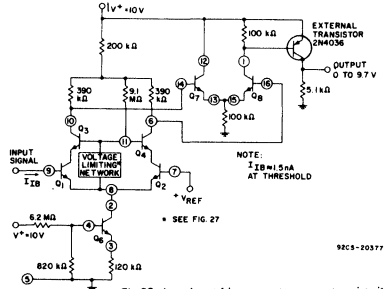 V+=10V
200 kΩ
100 kΩ
EXTERNAL
TRANSISTOR
2N4036
12
1
OUTPUT
0 TO 9.7 V
390
kΩ
9.1
MΩ
390
kΩ
14
Q7
13
15
Q8
16
5.1 kΩ
100 kΩ
10
6
Q3
11
Q4
VOLTAGE
LIMITING*
NETWORK
NOTE:
IIB≈1.5nA
AT THRESHOLD
INPUT
SIGNAL
9
IIB
Q1
8
Q2
7
+ VREF
2
* SEE FIG. 27
6.2 MΩ
V+=10V
4
Q6
3
820 kΩ
120 kΩ
5
92CS-20377